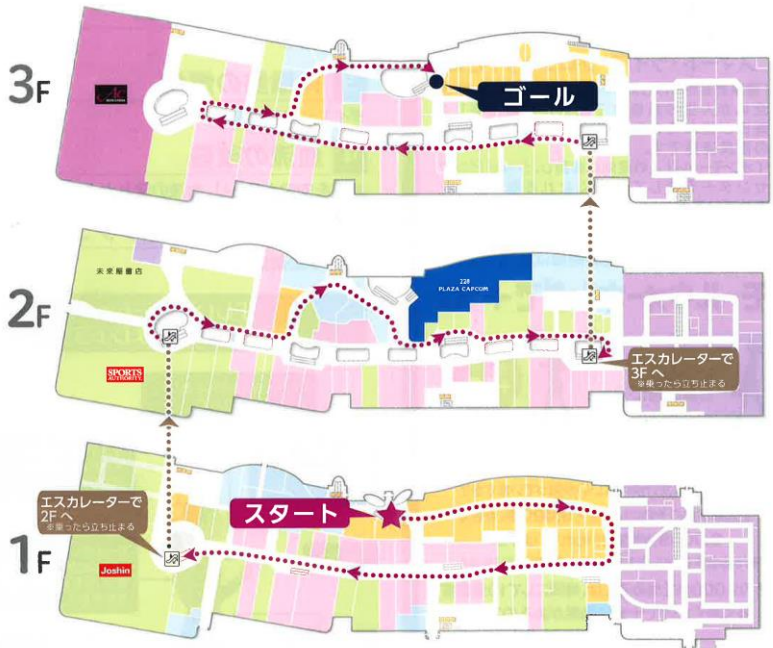 3F
AC
ゴール
2F
未来屋書店
228
PLAZA CAPCOM
SPORTS
AUTHORITY
エスカレーターで
3Fへ
※乗ったら立ち止まる
1F
エスカレーターで
2Fへ
※乗ったら立ち止まる
スタート
Joshin